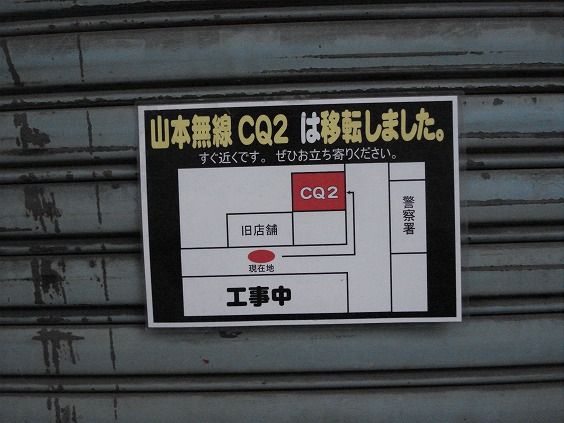 山本無線 CQ2 は移転しました。
すぐ近くです。ぜひお立ち寄りください。
CQ2
警察署
旧店舗
現在地
工事中